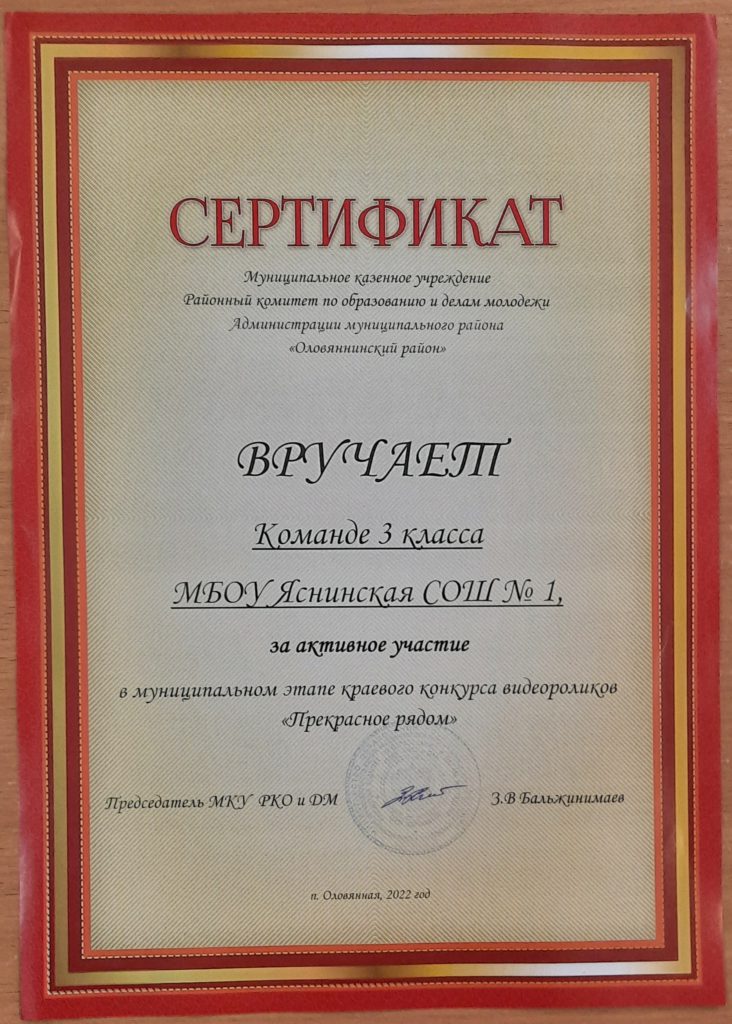 СЕРТИФИКАТ
Муниципальное казенное учреждение
Районный комитет по образованию и делам молодежи
Администрации муниципального района
«Оловяннинский район»
ВРУЧАЕТ
Команде 3 класса
МБОУ Яснинская СОШ № 1,
за активное участие
в муниципальном этапе краевого конкурса видеороликов
«Прекрасное рядом»
Председатель МКУ РКО и ДМ З.В Бальжинимаев
п. Оловянная, 2022 год